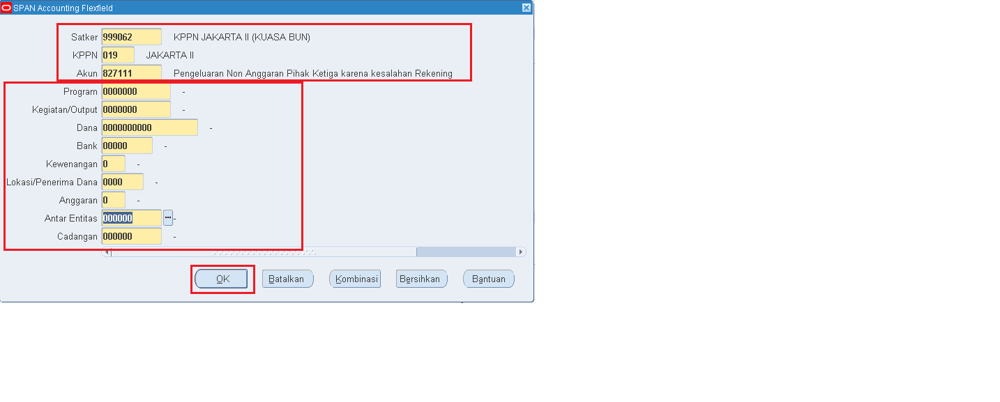 SPAN Accounting Flexfield
Satker 999062 KPPN JAKARTA II (KUASA BUN)
KPPN 019 JAKARTA II
Akun 827111 Pengeluaran Non Anggaran Pihak Ketiga karena kesalahan Rekening
Program 0000000 -
Kegiatan/Output 0000000 -
Dana 0000000000 -
Bank 00000 -
Kewenangan 0 -
Lokasi/Penerima Dana 0000 -
Anggaran 0 -
Antar Entitas 000000 ... -
Cadangan 000000 -
OK Batalkan Kombinasi Bersihkan Bantuan